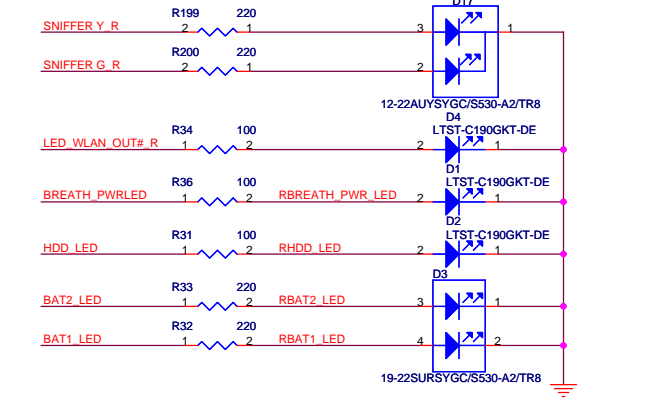 D17
R199 220
SNIFFER Y_R 2 1 3 1
R200 220
SNIFFER G_R 2 1 2
12-22AUYSYGC/S530-A2/TR8
D4
R34 100 LTST-C190GKT-DE
LED_WLAN_OUT#_R 1 2 2 1
D1
R36 100 LTST-C190GKT-DE
BREATH_PWRLED 1 2 RBREATH_PWR_LED 2 1
D2
R31 100 LTST-C190GKT-DE
HDD_LED 1 2 RHDD_LED 2 1
D3
R33 220
BAT2_LED 1 2 RBAT2_LED 3 1
R32 220
BAT1_LED 1 2 RBAT1_LED 4 2
19-22SURSYGC/S530-A2/TR8